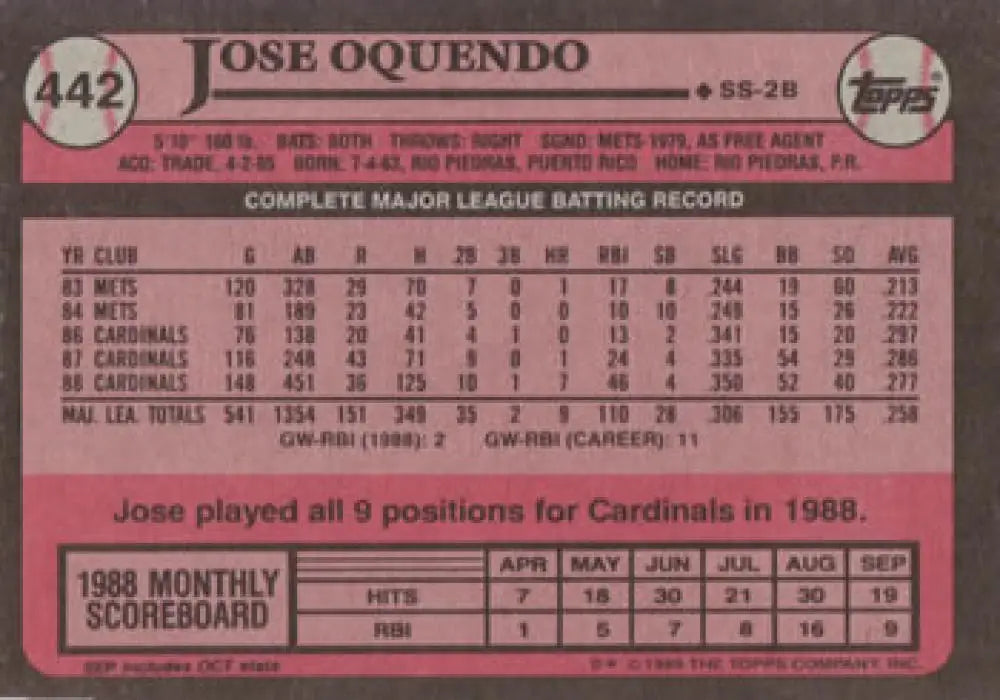 442
JOSE OQUENDO
◆ SS-2B
TOPPS®
5'10" 160 lb. BATS: BOTH THROWS: RIGHT SGND: METS 1979, AS FREE AGENT
ACQ: TRADE, 4-2-85 BORN: 7-4-63, RIO PIEDRAS, PUERTO RICO HOME: RIO PIEDRAS, P.R.
COMPLETE MAJOR LEAGUE BATTING RECORD
YR CLUB G AB R H 2B 3B HR RBI SB SLG BB SO AVG
83 METS 120 328 29 70 7 0 1 17 8 .244 19 60 .213
84 METS 81 189 23 42 5 0 0 10 10 .249 15 26 .222
86 CARDINALS 76 138 20 41 4 1 0 13 2 .341 15 20 .297
87 CARDINALS 116 248 43 71 9 0 1 24 4 .335 54 29 .286
88 CARDINALS 148 451 36 125 10 1 7 46 4 .350 52 40 .277
MAJ. LEA. TOTALS 541 1354 151 349 35 2 9 110 28 .306 155 175 .258
GW-RBI (1988): 2 GW-RBI (CAREER): 11
Jose played all 9 positions for Cardinals in 1988.
1988 MONTHLY
SCOREBOARD
APR MAY JUN JUL AUG SEP
HITS 7 18 30 21 30 19
RBI 1 5 7 8 16 9
SEP includes OCT stats
© 1989 THE TOPPS COMPANY, INC.